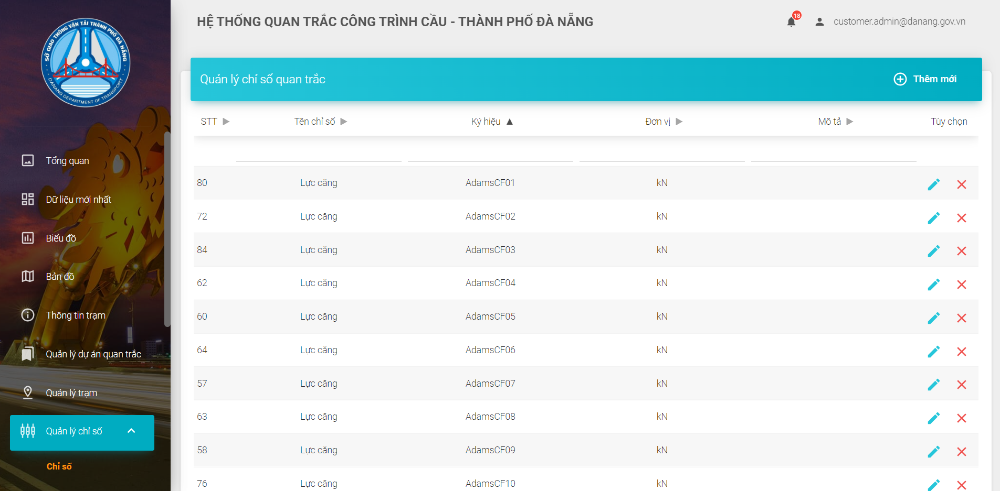 SỞ GIAO THÔNG VẬN TẢI THÀNH PHỐ ĐÀ NẴNG
DANANG DEPARTMENT OF TRANSPORT
Tổng quan
Dữ liệu mới nhất
Biểu đồ
Bản đồ
Thông tin trạm
Quản lý dự án quan trắc
Quản lý trạm
Quản lý chỉ số
Chỉ số
HỆ THỐNG QUAN TRẮC CÔNG TRÌNH CẦU - THÀNH PHỐ ĐÀ NẴNG
18
customer.admin@danang.gov.vn
Quản lý chỉ số quan trắc
Thêm mới
STT Tên chỉ số Ký hiệu Đơn vị Mô tả Tùy chọn
80 Lực căng AdamsCF01 kN
72 Lực căng AdamsCF02 kN
84 Lực căng AdamsCF03 kN
62 Lực căng AdamsCF04 kN
60 Lực căng AdamsCF05 kN
64 Lực căng AdamsCF06 kN
57 Lực căng AdamsCF07 kN
63 Lực căng AdamsCF08 kN
58 Lực căng AdamsCF09 kN
76 Lực căng AdamsCF10 kN